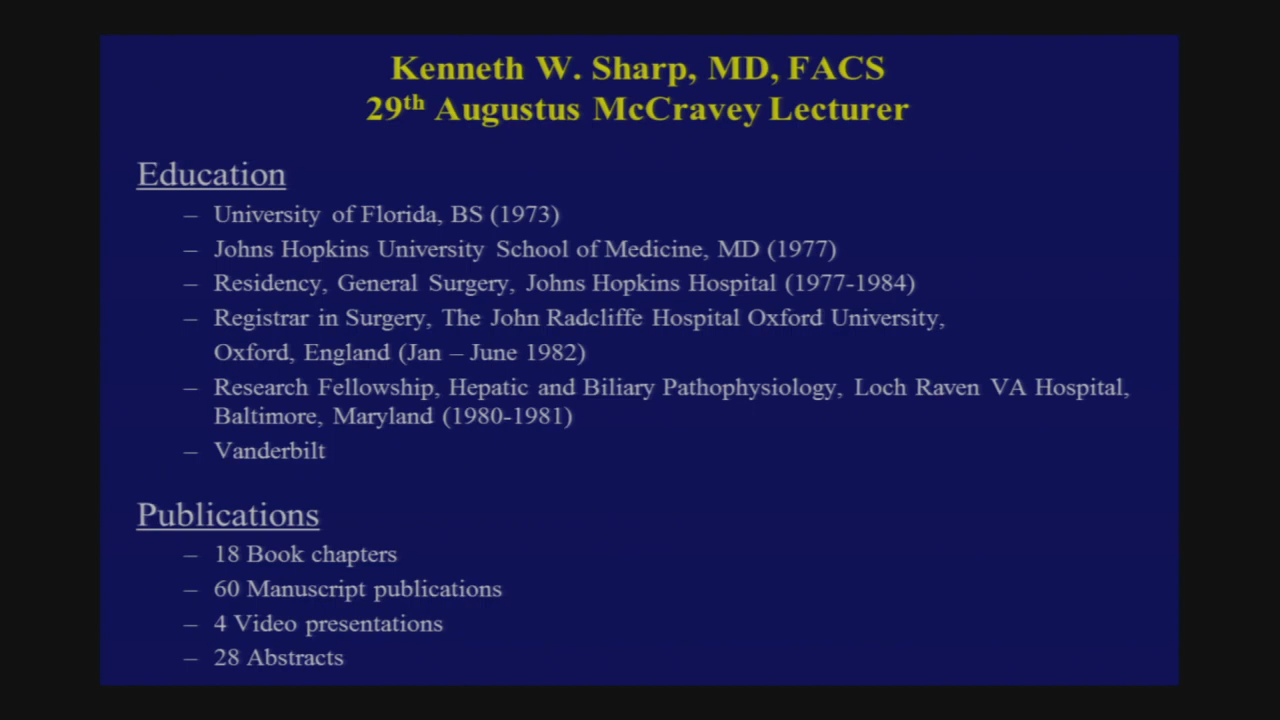 Kenneth W. Sharp, MD, FACS
29th Augustus McCravey Lecturer
Education
– University of Florida, BS (1973)
– Johns Hopkins University School of Medicine, MD (1977)
– Residency, General Surgery, Johns Hopkins Hospital (1977-1984)
– Registrar in Surgery, The John Radcliffe Hospital Oxford University,
Oxford, England (Jan – June 1982)
– Research Fellowship, Hepatic and Biliary Pathophysiology, Loch Raven VA Hospital,
Baltimore, Maryland (1980-1981)
– Vanderbilt
Publications
– 18 Book chapters
– 60 Manuscript publications
– 4 Video presentations
– 28 Abstracts